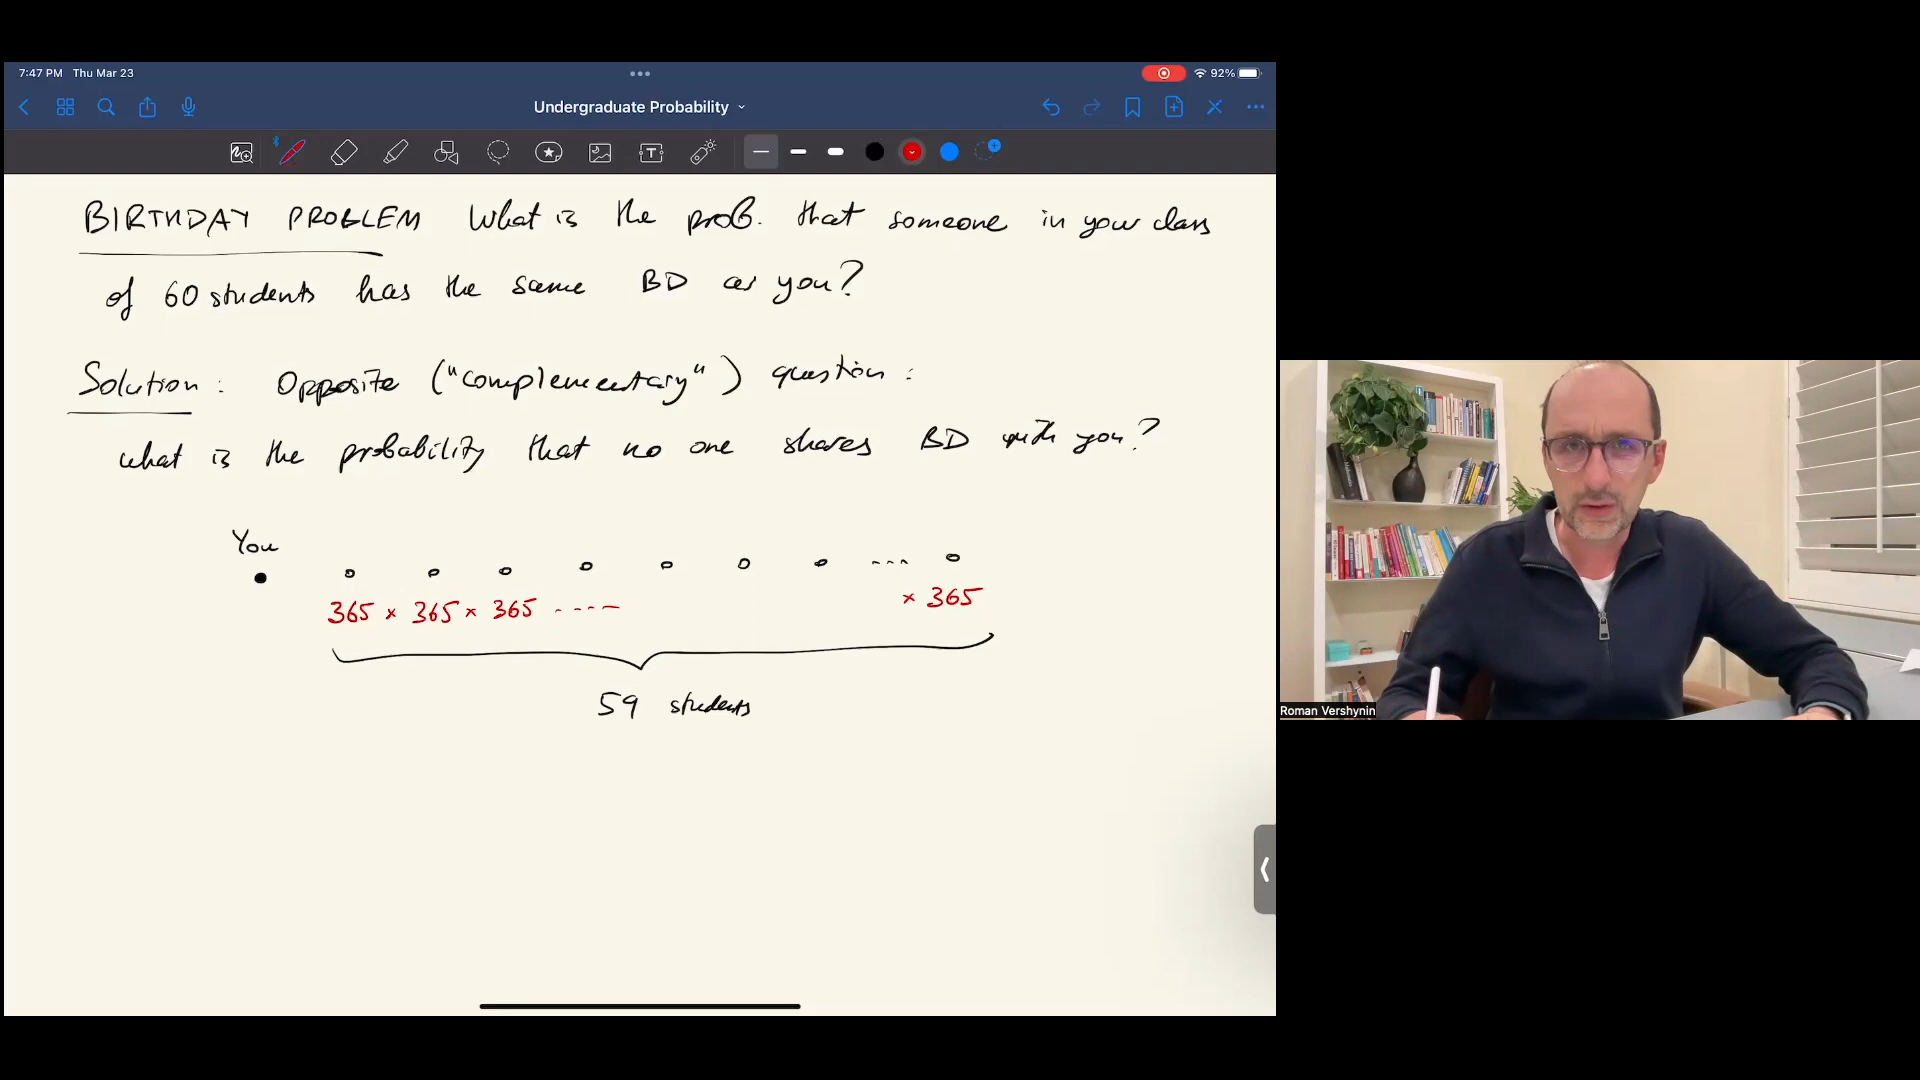 7:47 PM Thu Mar 23
92%
Undergraduate Probability
BIRTHDAY PROBLEM What is the prob. that someone in your class
of 60 students has the same BD as you?
Solution: Opposite ("complementary") question:
what is the probability that no one shares BD with you?
You
365 × 365 × 365 ---- × 365
59 students
Roman Vershynin